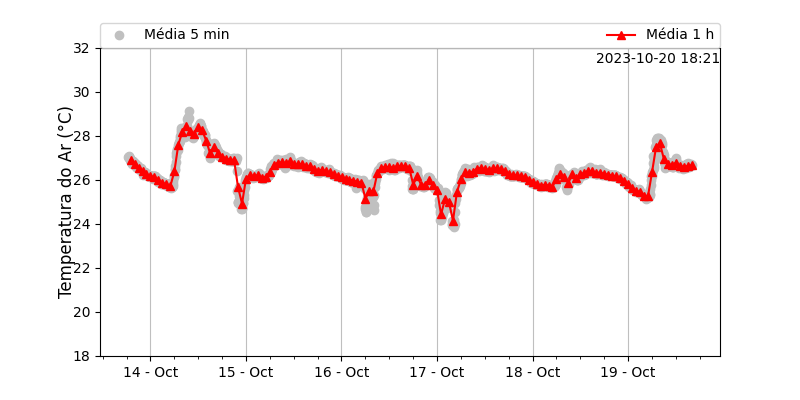 Média 5 min
Média 1 h
2023-10-20 18:21
Temperatura do Ar (°C)
32
30
28
26
24
22
20
18
14 - Oct
15 - Oct
16 - Oct
17 - Oct
18 - Oct
19 - Oct